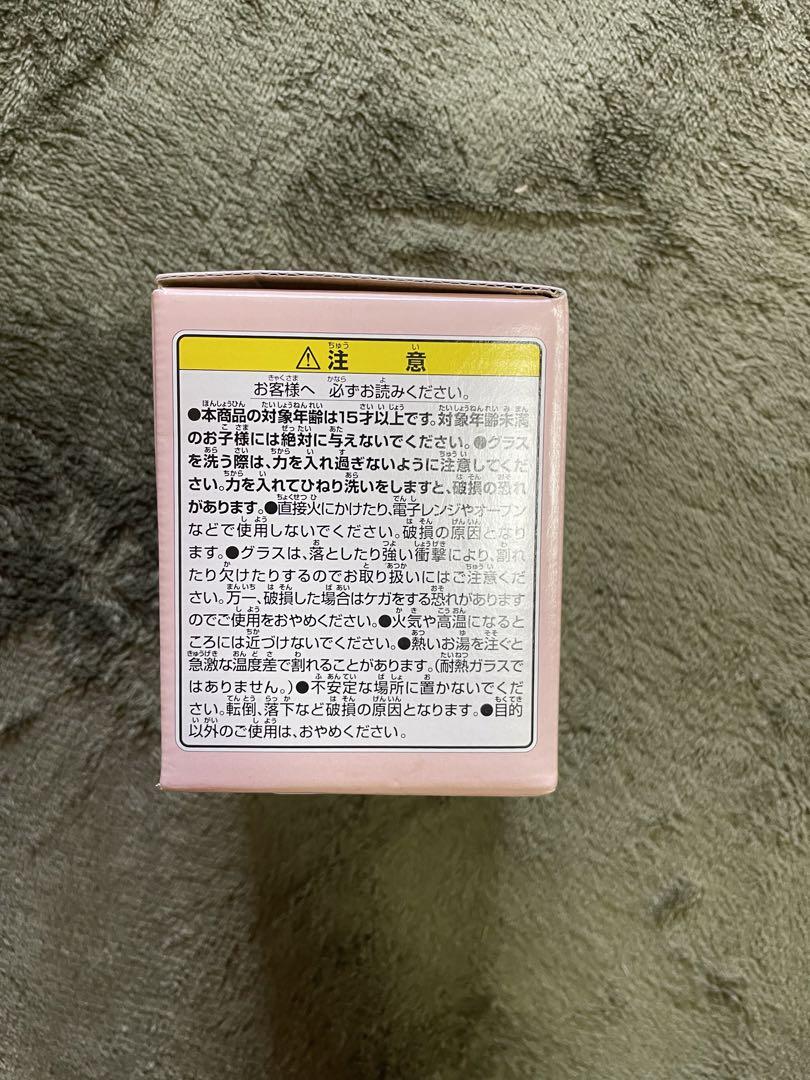 ⚠注意
お客様へ 必ずお読みください。
●本商品の対象年齢は15才以上です。対象年齢未満
のお子様には絶対に与えないでください。●グラス
を洗う際は、力を入れ過ぎないように注意してくだ
さい。力を入れてひねり洗いをしますと、破損の恐れ
があります。●直接火にかけたり、電子レンジやオーブン
などで使用しないでください。破損の原因となり
ます。●グラスは、落としたり強い衝撃により、割れ
たり欠けたりするのでお取り扱いにはご注意くだ
さい。万一、破損した場合はケガをする恐れがあります
のでご使用をおやめください。●火気や高温になると
ころには近づけないでください。●熱いお湯を注ぐと
急激な温度差で割れることがあります。(耐熱ガラスで
はありません。)●不安定な場所に置かないでくだ
さい。転倒、落下など破損の原因となります。●目的
以外のご使用は、おやめください。